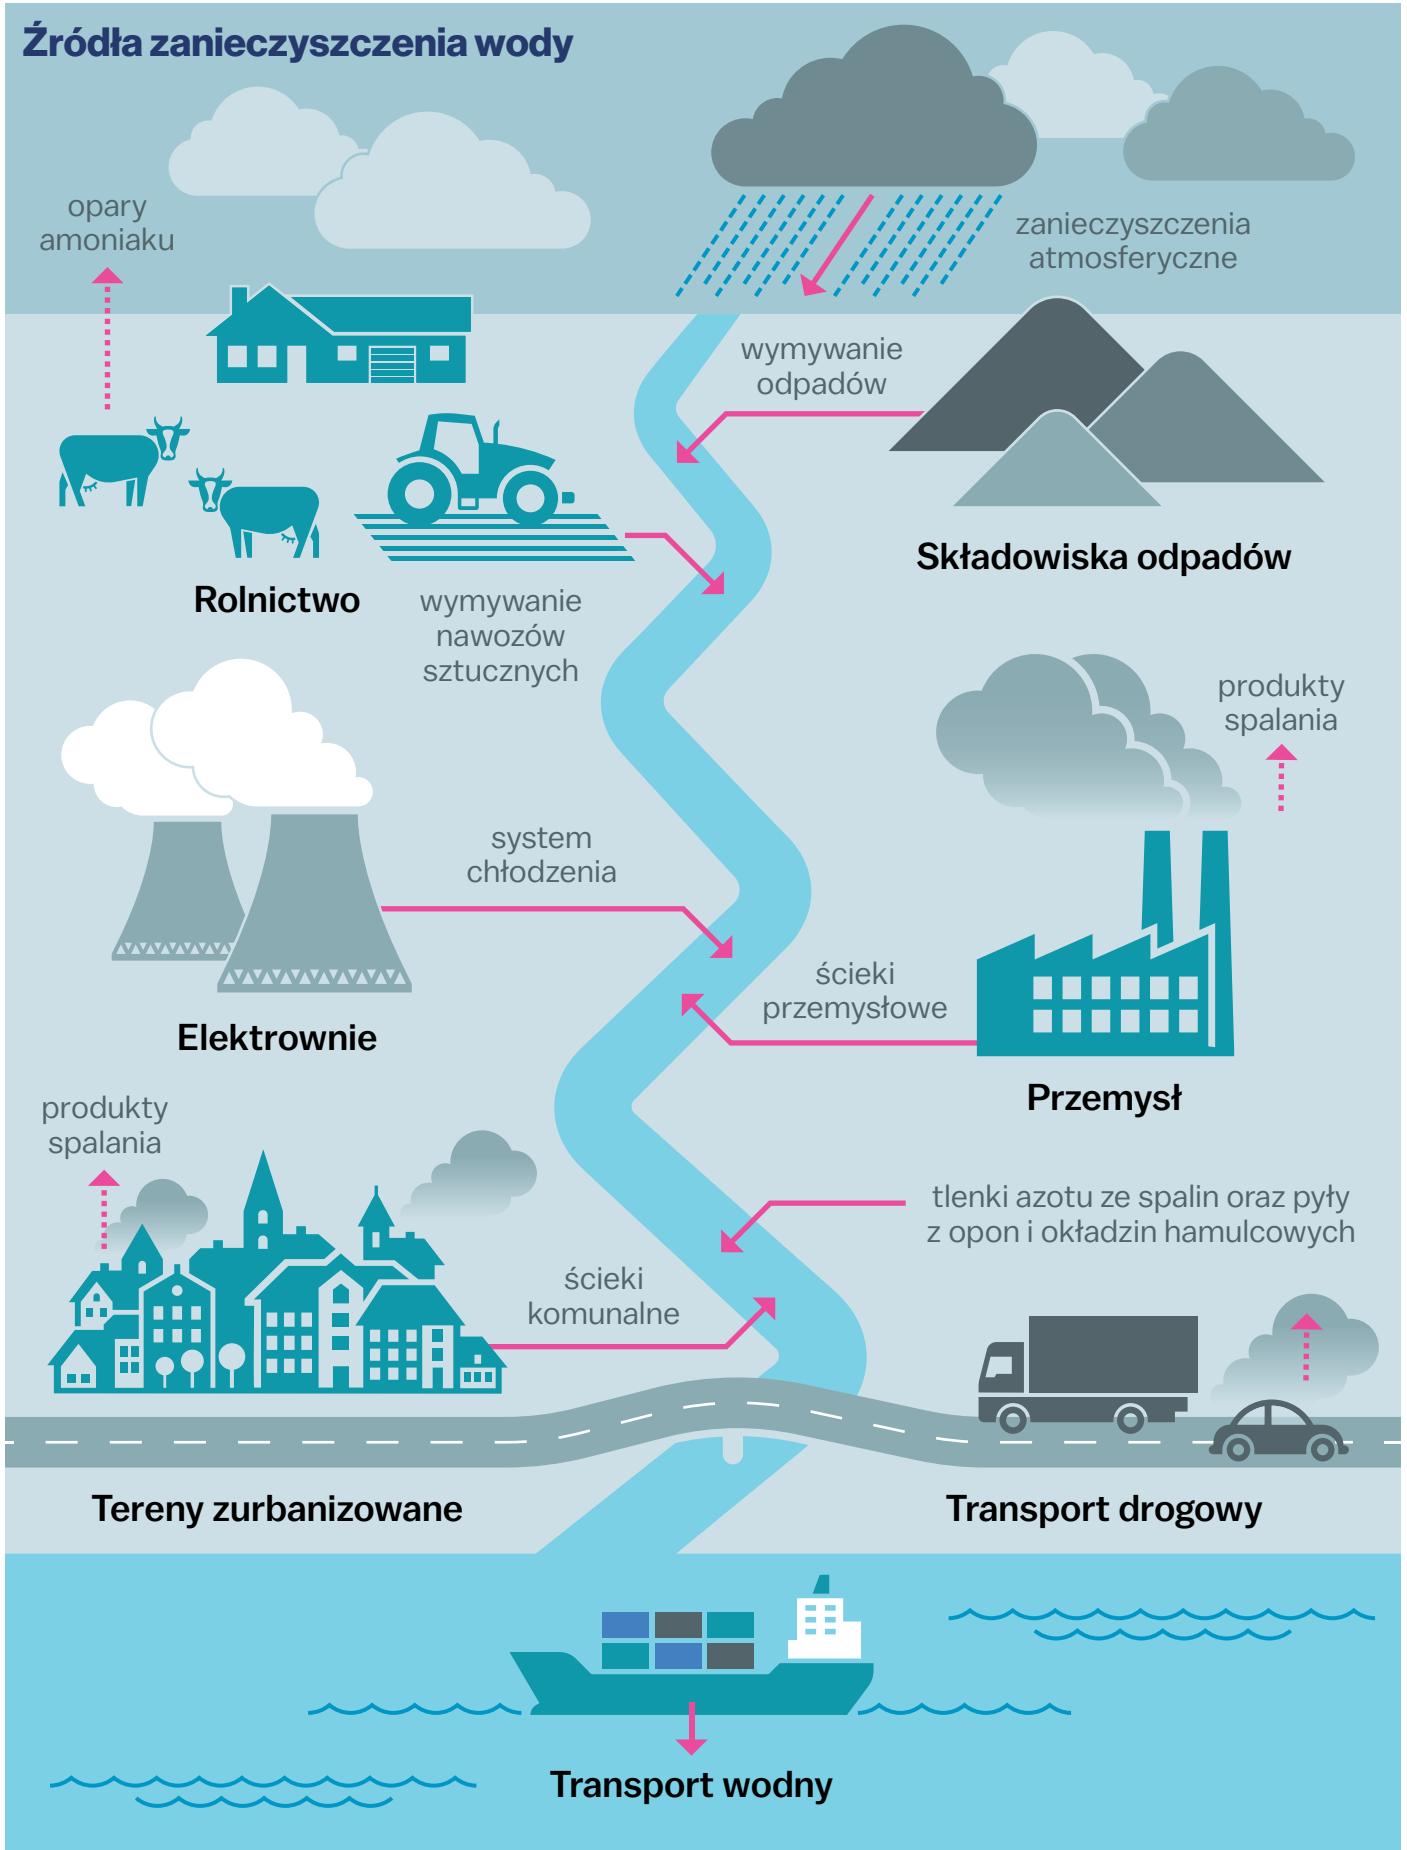 Źródła zanieczyszczenia wody
opary
amoniaku
zanieczyszczenia
atmosferyczne
wymywanie
odpadów
Składowiska odpadów
Rolnictwo
wymywanie
nawozów
sztucznych
produkty
spalania
system
chłodzenia
ścieki
przemysłowe
Elektrownie
Przemysł
produkty
spalania
tlenki azotu ze spalin oraz pyły
z opon i okładzin hamulcowych
ścieki
komunalne
Tereny zurbanizowane
Transport drogowy
Transport wodny